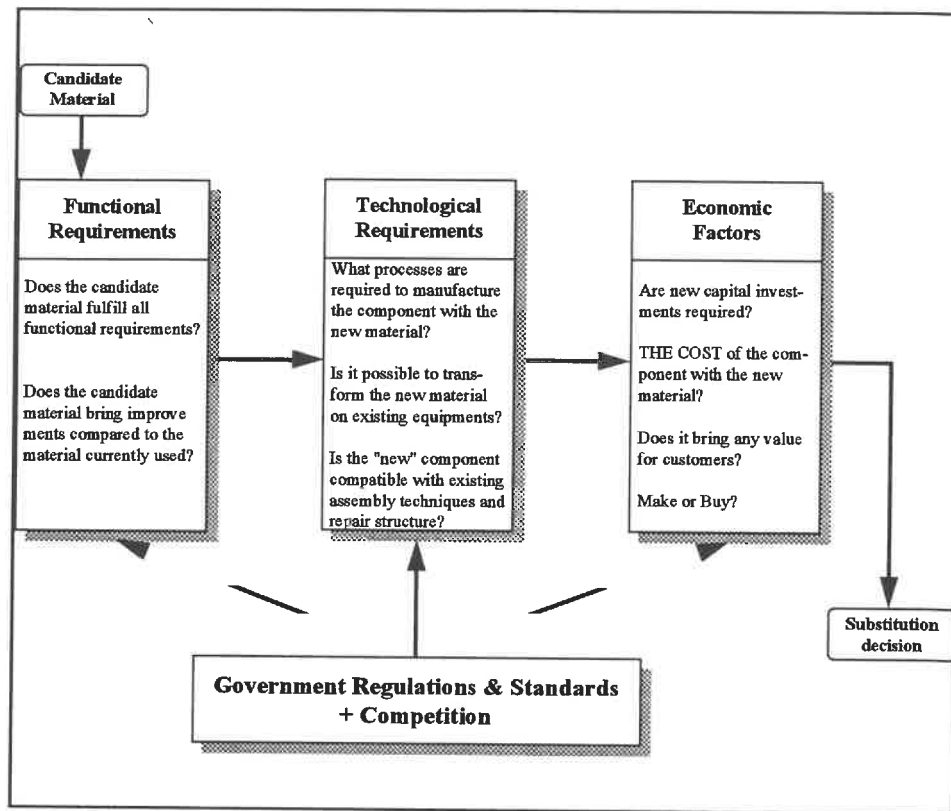 Candidate
Material
Functional
Requirements
Does the candidate
material fulfill all
functional requirements?
Does the candidate
material bring improve
ments compared to the
material currently used?
Technological
Requirements
What processes are
required to manufacture
the component with the
new material?
Is it possible to trans-
form the new material
on existing equipments?
Is the "new" component
compatible with existing
assembly techniques and
repair structure?
Economic
Factors
Are new capital invest-
ments required?
THE COST of the com-
ponent with the new
material?
Does it bring any value
for customers?
Make or Buy?
Substitution
decision
Government Regulations & Standards
+ Competition